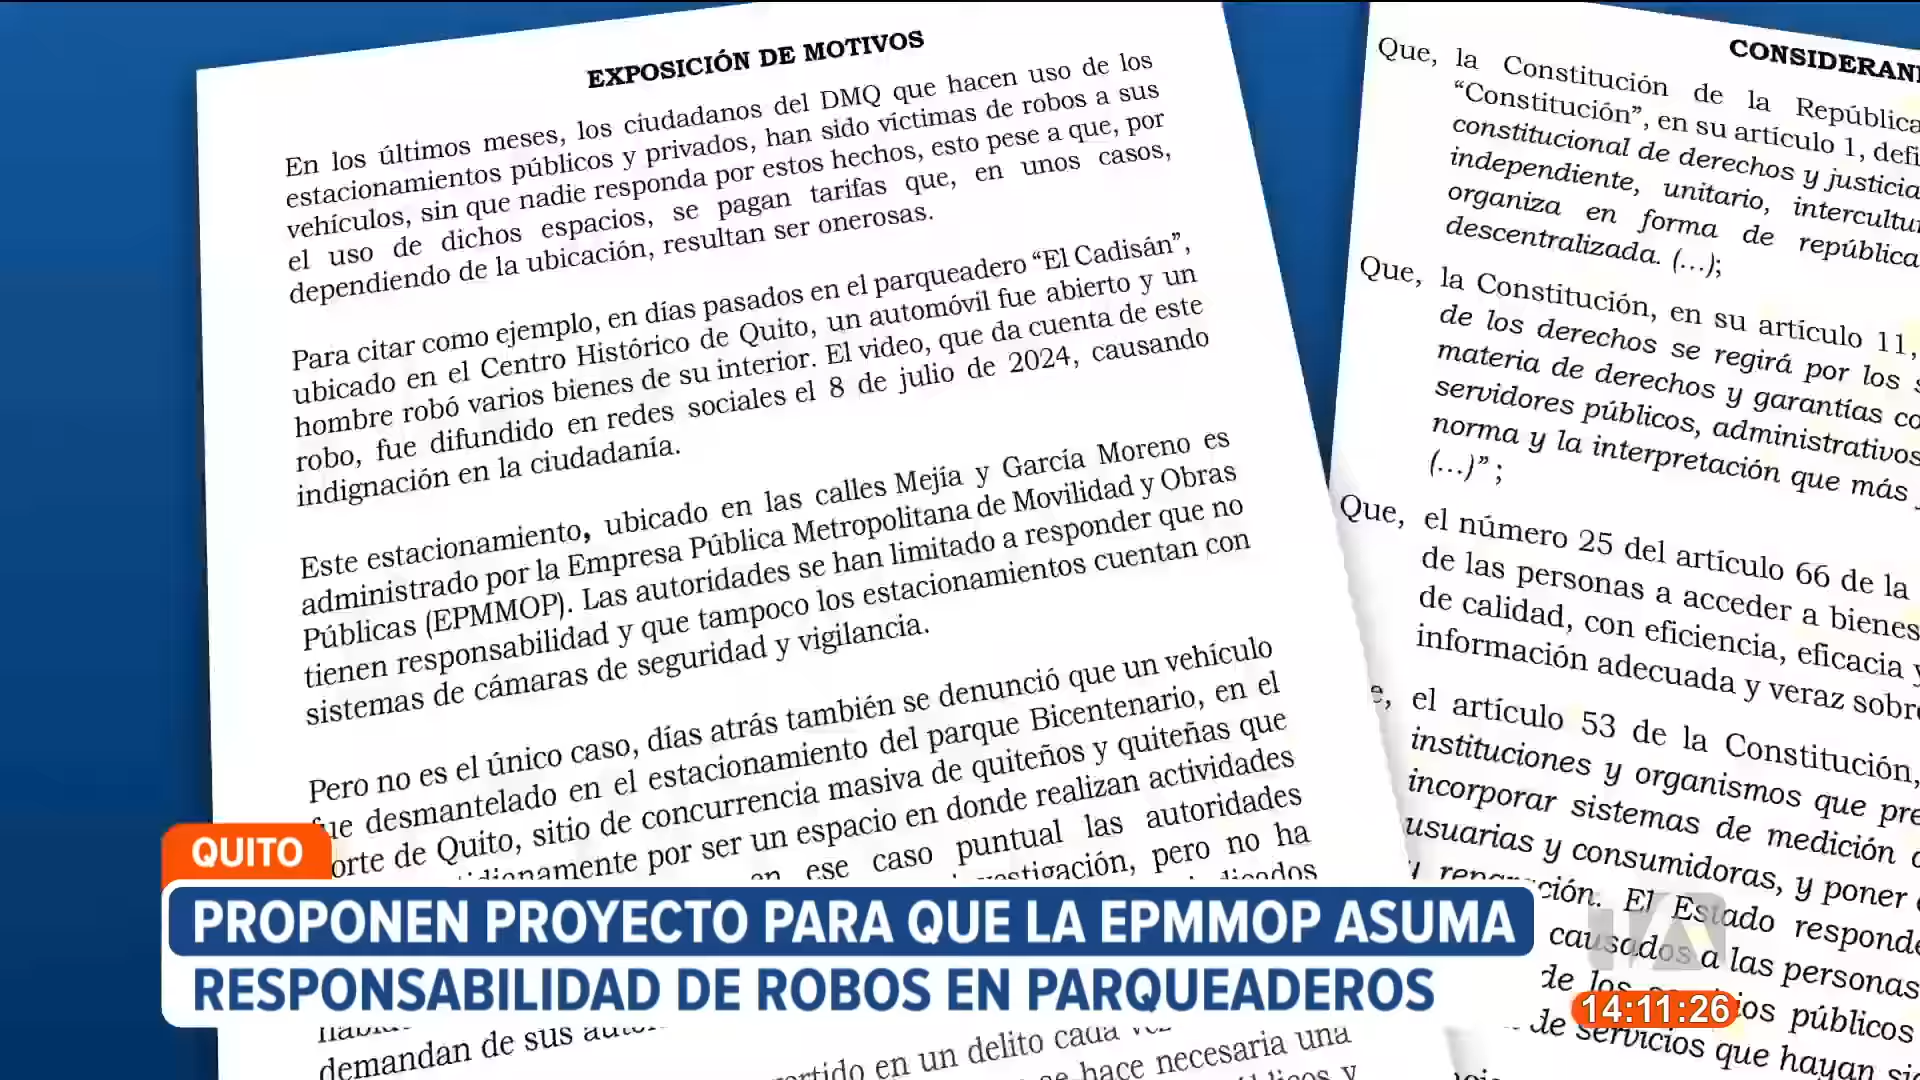 EXPOSICIÓN DE MOTIVOS
En los últimos meses, los ciudadanos del DMQ que hacen uso de los
estacionamientos públicos y privados, han sido víctimas de robos a sus
vehículos, sin que nadie responda por estos hechos, esto pese a que, por
el uso de dichos espacios, se pagan tarifas que, en unos casos,
dependiendo de la ubicación, resultan ser onerosas.
Para citar como ejemplo, en días pasados en el parqueadero “El Cadisán”,
ubicado en el Centro Histórico de Quito, un automóvil fue abierto y un
hombre robó varios bienes de su interior. El video, que da cuenta de este
robo, fue difundido en redes sociales el 8 de julio de 2024, causando
indignación en la ciudadanía.
Este estacionamiento, ubicado en las calles Mejía y García Moreno es
administrado por la Empresa Pública Metropolitana de Movilidad y Obras
Públicas (EPMMOP). Las autoridades se han limitado a responder que no
tienen responsabilidad y que tampoco los estacionamientos cuentan con
sistemas de cámaras de seguridad y vigilancia.
Pero no es el único caso, días atrás también se denunció que un vehículo
fue desmantelado en el estacionamiento del parque Bicentenario, en el
norte de Quito, sitio de concurrencia masiva de quiteños y quiteñas que
por ser un espacio en donde realizan actividades
en ese caso puntual las autoridades
pero no ha
demandan de sus
en un delito cada vez
se hace necesaria una
CONSIDERAN
Que, la Constitución de la República
“Constitución”, en su artículo 1, defi
constitucional de derechos y justicia
independiente, unitario, intercultu
organiza en forma de república
descentralizada. (...);
Que, la Constitución, en su artículo 11,
de los derechos se regirá por los s
materia de derechos y garantías co
servidores públicos, administrativos
norma y la interpretación que más
(...)” ;
Que, el número 25 del artículo 66 de la
de las personas a acceder a bienes
de calidad, con eficiencia, eficacia y
información adecuada y veraz sobre
e, el artículo 53 de la Constitución,
instituciones y organismos que pre
incorporar sistemas de medición d
usuarias y consumidoras, y poner
y reparación. El Estado responde
causados a las personas
de los
públicos
de servicios que hayan si
QUITO
PROPONEN PROYECTO PARA QUE LA EPMMOP ASUMA
RESPONSABILIDAD DE ROBOS EN PARQUEADEROS
14:11:26